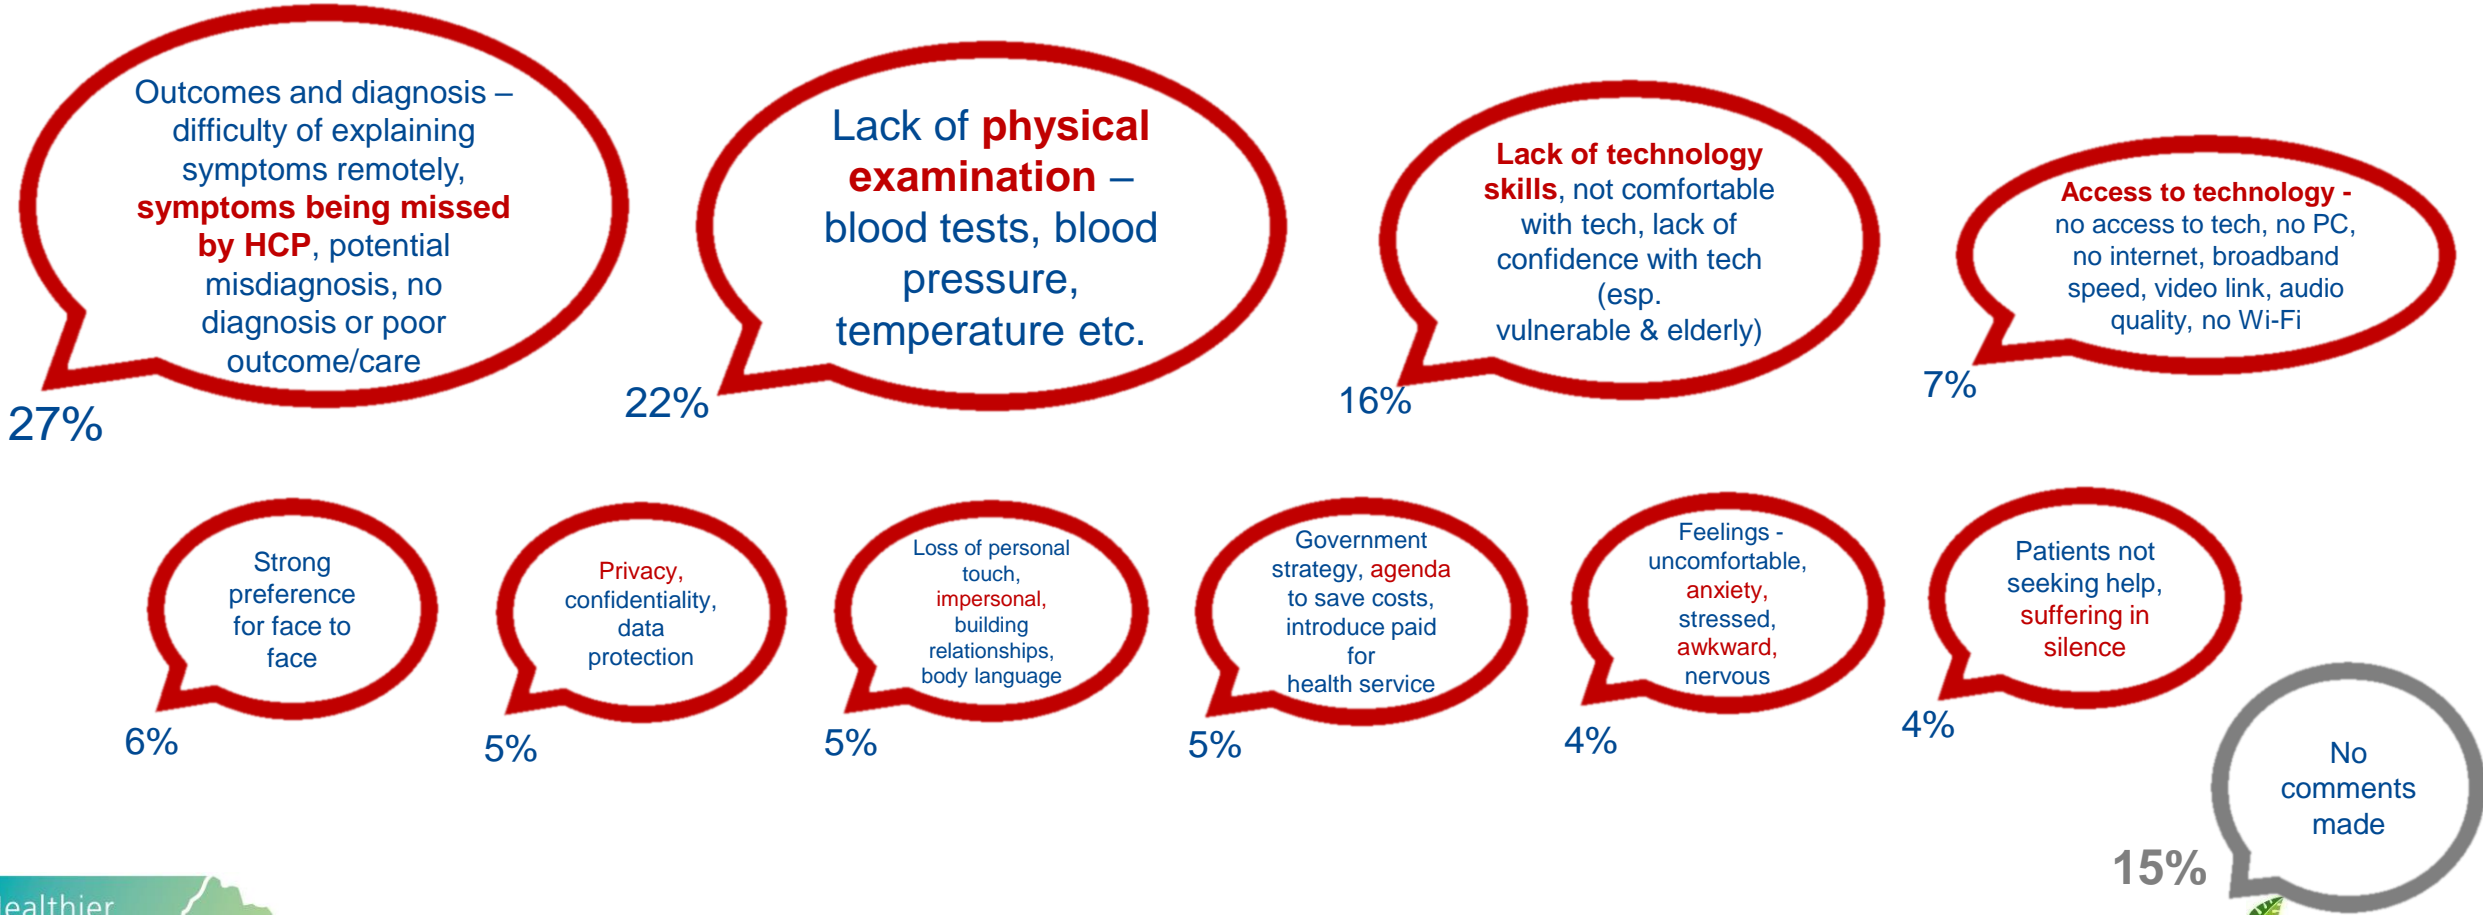 Outcomes and diagnosis –
difficulty of explaining
symptoms remotely,
symptoms being missed
by HCP, potential
misdiagnosis, no
diagnosis or poor
outcome/care
27%
Lack of physical
examination –
blood tests, blood
pressure,
temperature etc.
22%
Lack of technology
skills, not comfortable
with tech, lack of
confidence with tech
(esp.
vulnerable & elderly)
16%
Access to technology -
no access to tech, no PC,
no internet, broadband
speed, video link, audio
quality, no Wi-Fi
7%
Strong
preference
for face to
face
6%
Privacy,
confidentiality,
data
protection
5%
Loss of personal
touch,
impersonal,
building
relationships,
body language
5%
Government
strategy, agenda
to save costs,
introduce paid
for
health service
5%
Feelings -
uncomfortable,
anxiety,
stressed,
awkward,
nervous
4%
Patients not
seeking help,
suffering in
silence
4%
No
comments
made
15%
ealthier